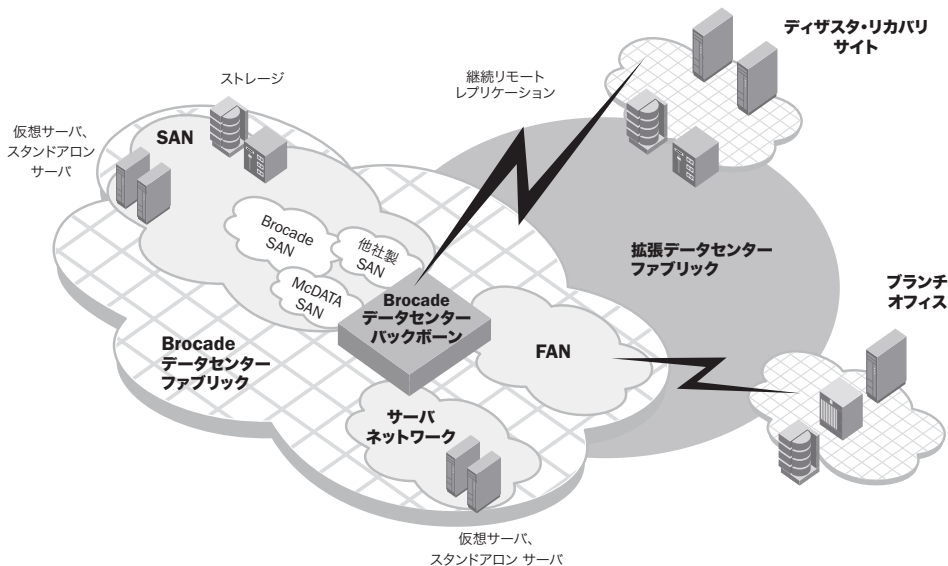 ディザスタ・リカバリ
サイト
ストレージ
継続リモート
レプリケーション
仮想サーバ、
スタンドアロン
サーバ
SAN
Brocade
SAN
他社製
SAN
McDATA
SAN
拡張データセンター
ファブリック
ブランチ
オフィス
Brocade
データセンター
バックボーン
Brocade
データセンター
ファブリック
FAN
サーバ
ネットワーク
仮想サーバ、
スタンドアロン サーバ